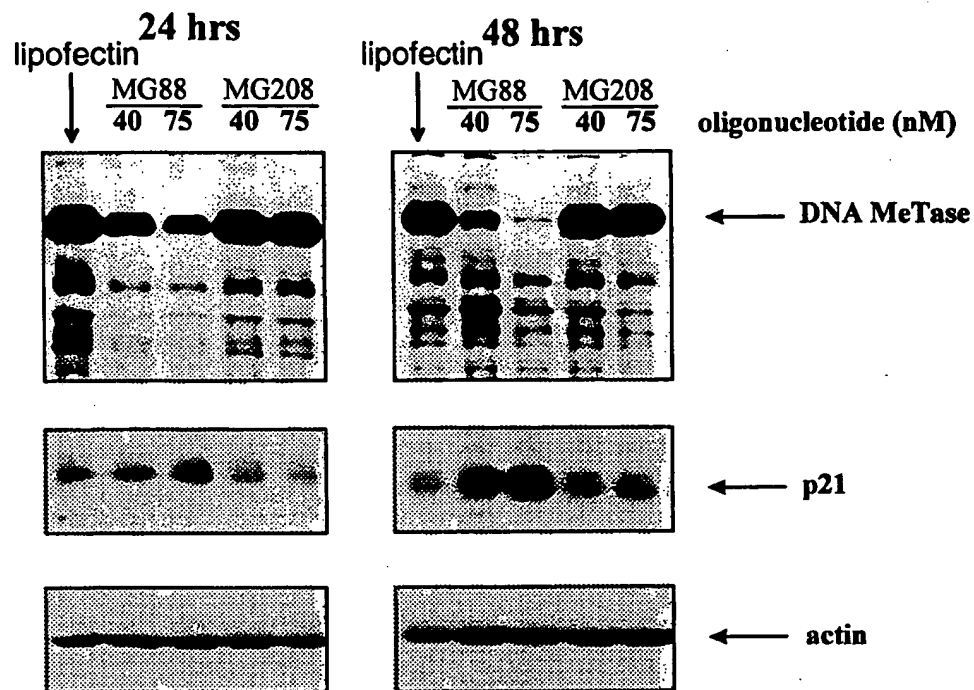 24 hrs
48 hrs
lipofectin
lipofectin
MG88
MG208
MG88
MG208
40 75 40 75
40 75 40 75
oligonucleotide (nM)
DNA MeTase
p21
actin